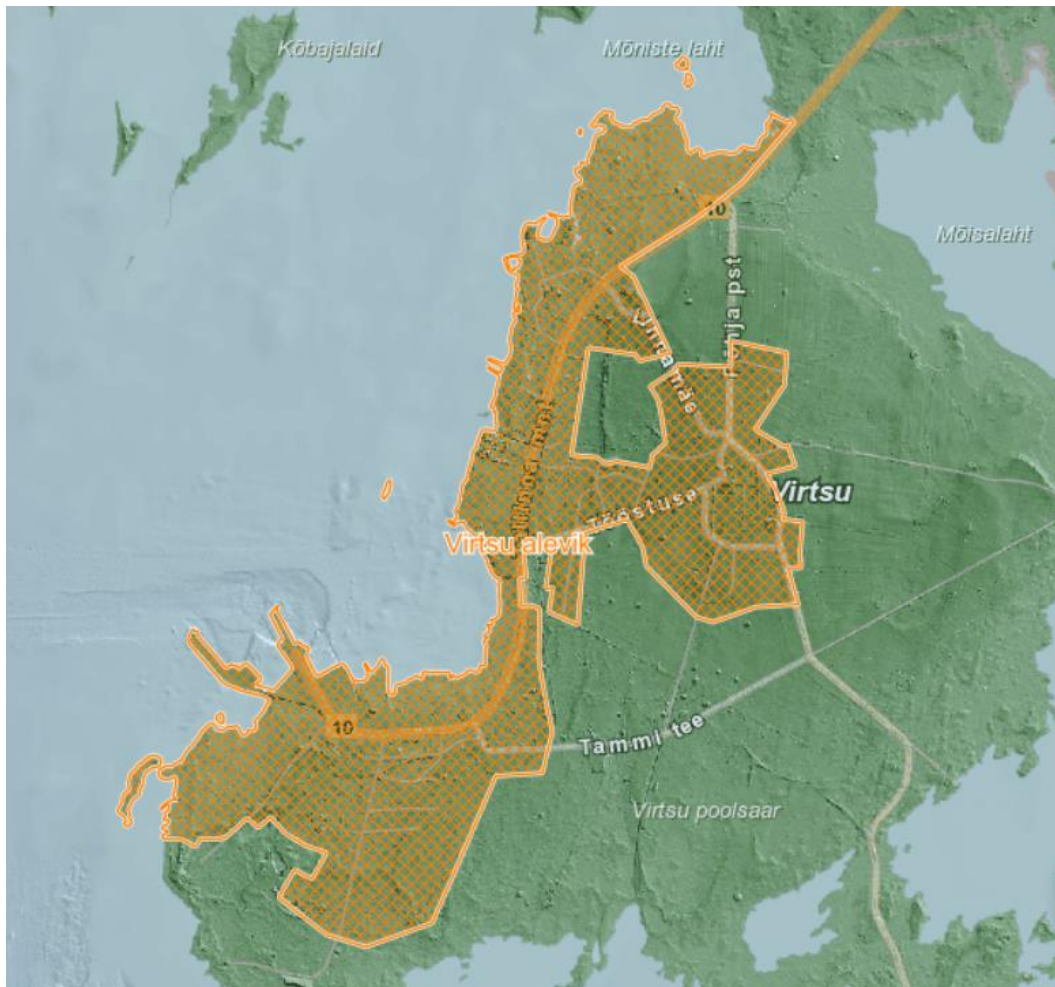 Kõbajalaid
Mõniste laht
10
Mõisalaht
Virtsu
Tööstuse
Virtsu alevik
10
Tammi tee
Virtsu poolsaar